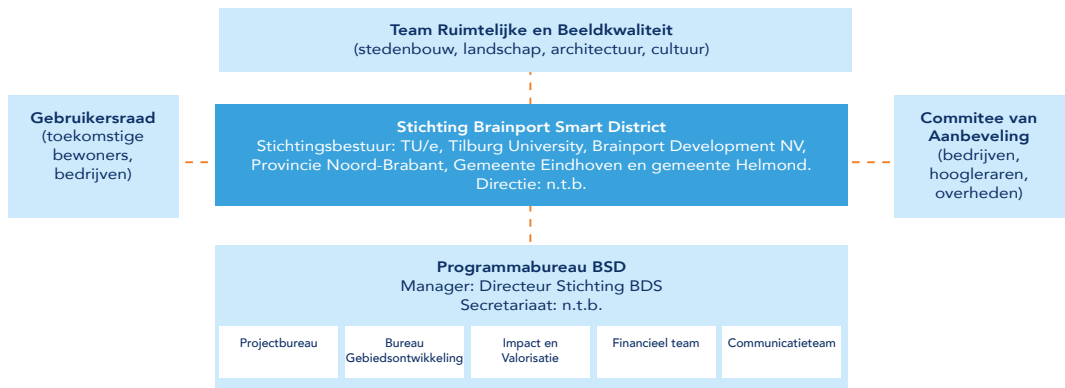 Team Ruimtelijke en Beeldkwaliteit
(stedenbouw, landschap, architectuur, cultuur)
Gebruikersraad
(toekomstige
bewoners,
bedrijven)
Stichting Brainport Smart District
Stichtingsbestuur: TU/e, Tilburg University, Brainport Development NV,
Provincie Noord-Brabant, Gemeente Eindhoven en gemeente Helmond.
Directie: n.t.b.
Commitee van
Aanbeveling
(bedrijven,
hoogleraren,
overheden)
Programmabureau BSD
Manager: Directeur Stichting BDS
Secretariaat: n.t.b.
Projectbureau
Bureau
Gebiedsontwikkeling
Impact en
Valorisatie
Financieel team
Communicatieteam